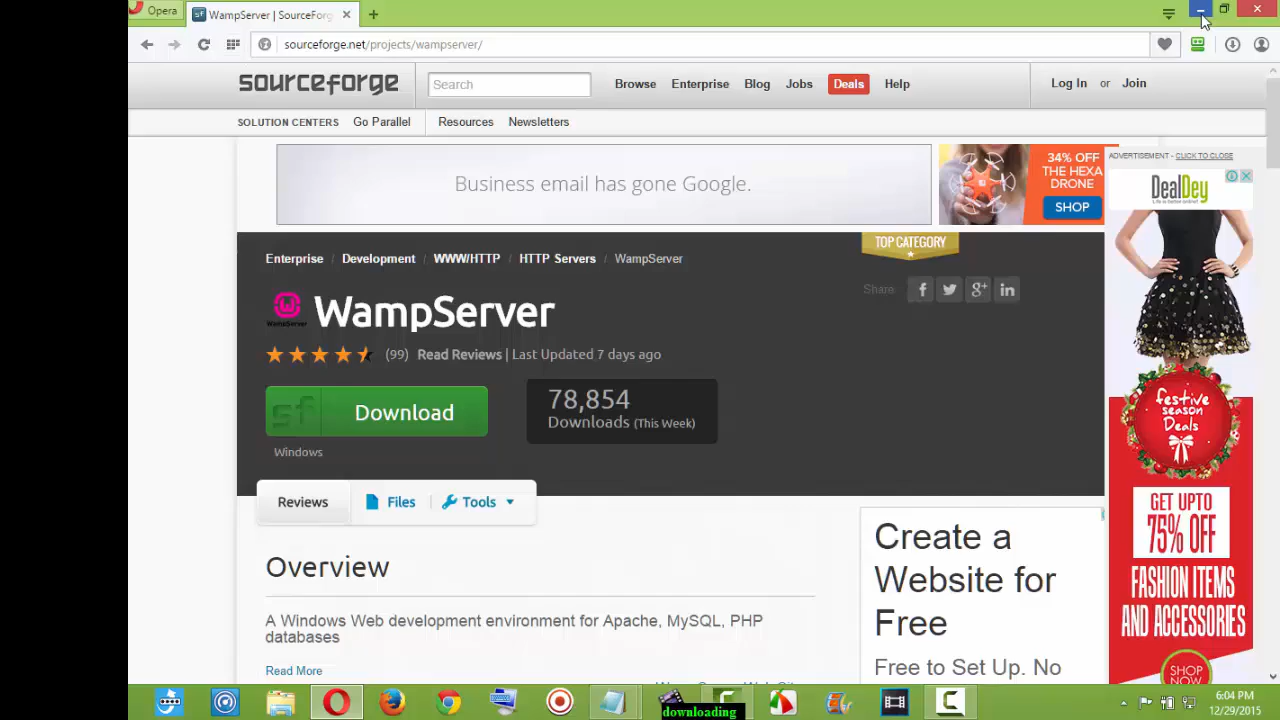 Opera
WampServer | SourceForg
sourceforge.net/projects/wampserver/
sourceforge
Search
Browse
Enterprise
Blog
Jobs
Deals
Help
Log In or Join
SOLUTION CENTERS
Go Parallel
Resources
Newsletters
Business email has gone Google.
34% OFF
THE HEXA
DRONE
SHOP
ADVERTISEMENT - CLICK TO CLOSE
DealDey
TOP CATEGORY
Enterprise / Development / WWW/HTTP / HTTP Servers / WampServer
Share
WampServer
WampServer
(99) Read Reviews | Last Updated 7 days ago
sf Download
78,854
Downloads (This Week)
Windows
Reviews
Files
Tools
festive
season
Deals
GET UPTO
75% OFF
FASHION ITEMS
AND ACCESSORIES
SHOP
NOW
Create a
Website for
Free
Free to Set Up. No
Overview
A Windows Web development environment for Apache, MySQL, PHP
databases
Read More
downloading
6:04 PM
12/29/2015